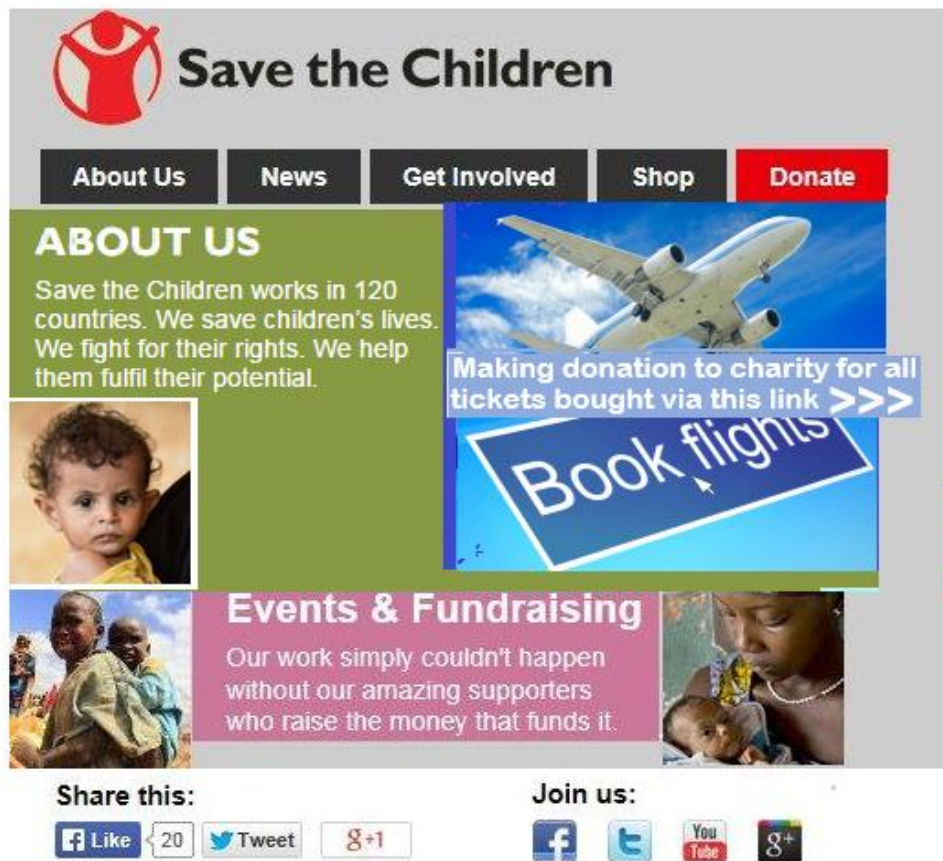 Save the Children
About Us News Get Involved Shop Donate
ABOUT US
Save the Children works in 120
countries. We save children's lives.
We fight for their rights. We help
them fulfil their potential.
Making donation to charity for all
tickets bought via this link >>>
Book flights
Events & Fundraising
Our work simply couldn't happen
without our amazing supporters
who raise the money that funds it.
Share this:
Like 20 Tweet g+1
Join us:
f t You Tube g+